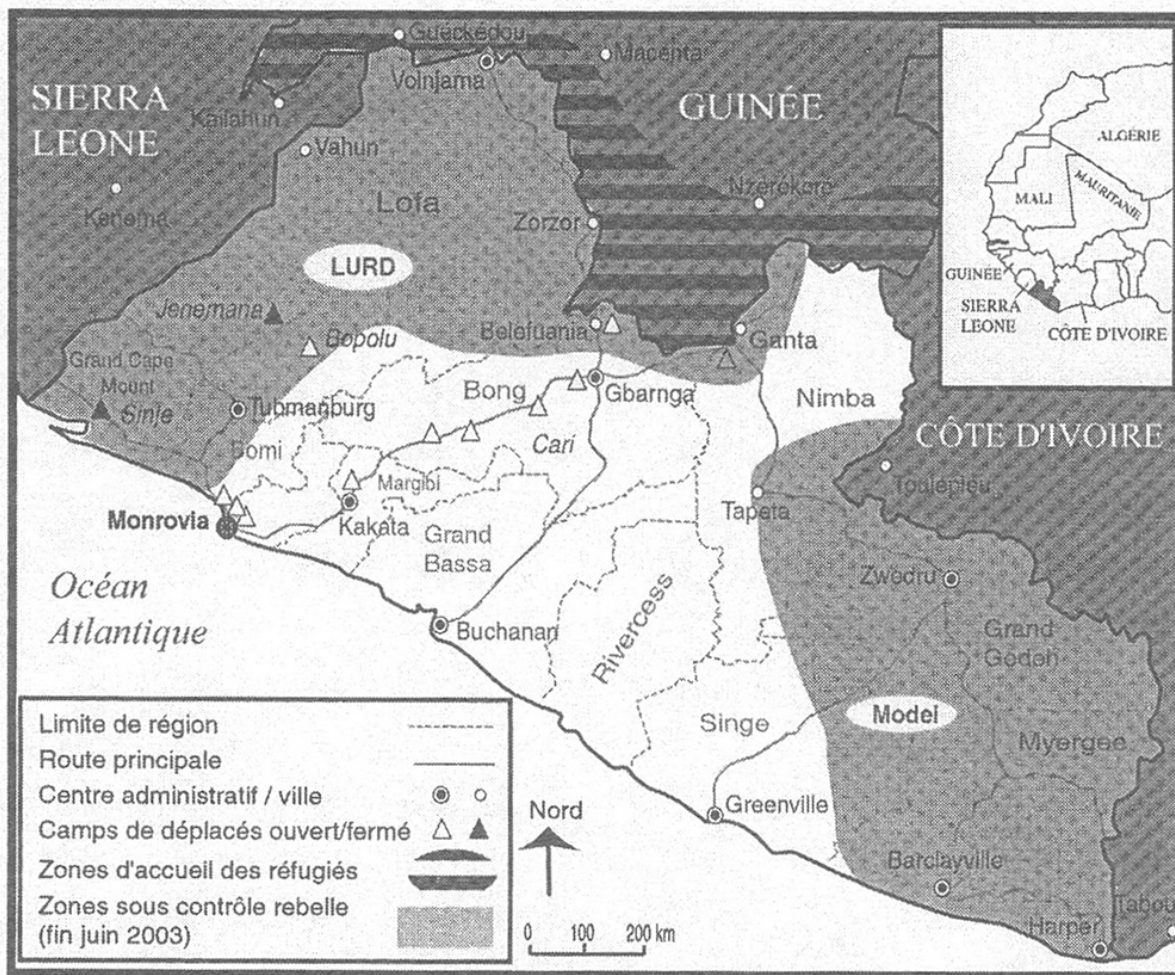 Guéckédou
Macenta
Voinjama
SIERRA
LEONE
GUINÉE
Kailahun
Vahun
Kenema
Lofa
Nzérékoré
Zorzor
LURD
Jenemana
Bopolu
Belefuania
Ganta
Grand Cape
Mount
Sinje
Tubmanburg
Bong
Gbarnga
Nimba
Bomi
Cari
CÔTE D'IVOIRE
Margibi
Toulépleu
Monrovia
Kakata
Tapeta
Grand
Bassa
Zwedru
Océan
Atlantique
Buchanan
Rivercess
Grand
Gedeh
Singe
Model
Myergee
Greenville
Barclayville
Harper
Tabou
Nord
0 100 200 km
Limite de région
Route principale
Centre administratif / ville
Camps de déplacés ouvert/fermé
Zones d'accueil des réfugiés
Zones sous contrôle rebelle
(fin juin 2003)
ALGÉRIE
MALI
MAURITANIE
GUINÉE
SIERRA
LEONE
CÔTE D'IVOIRE